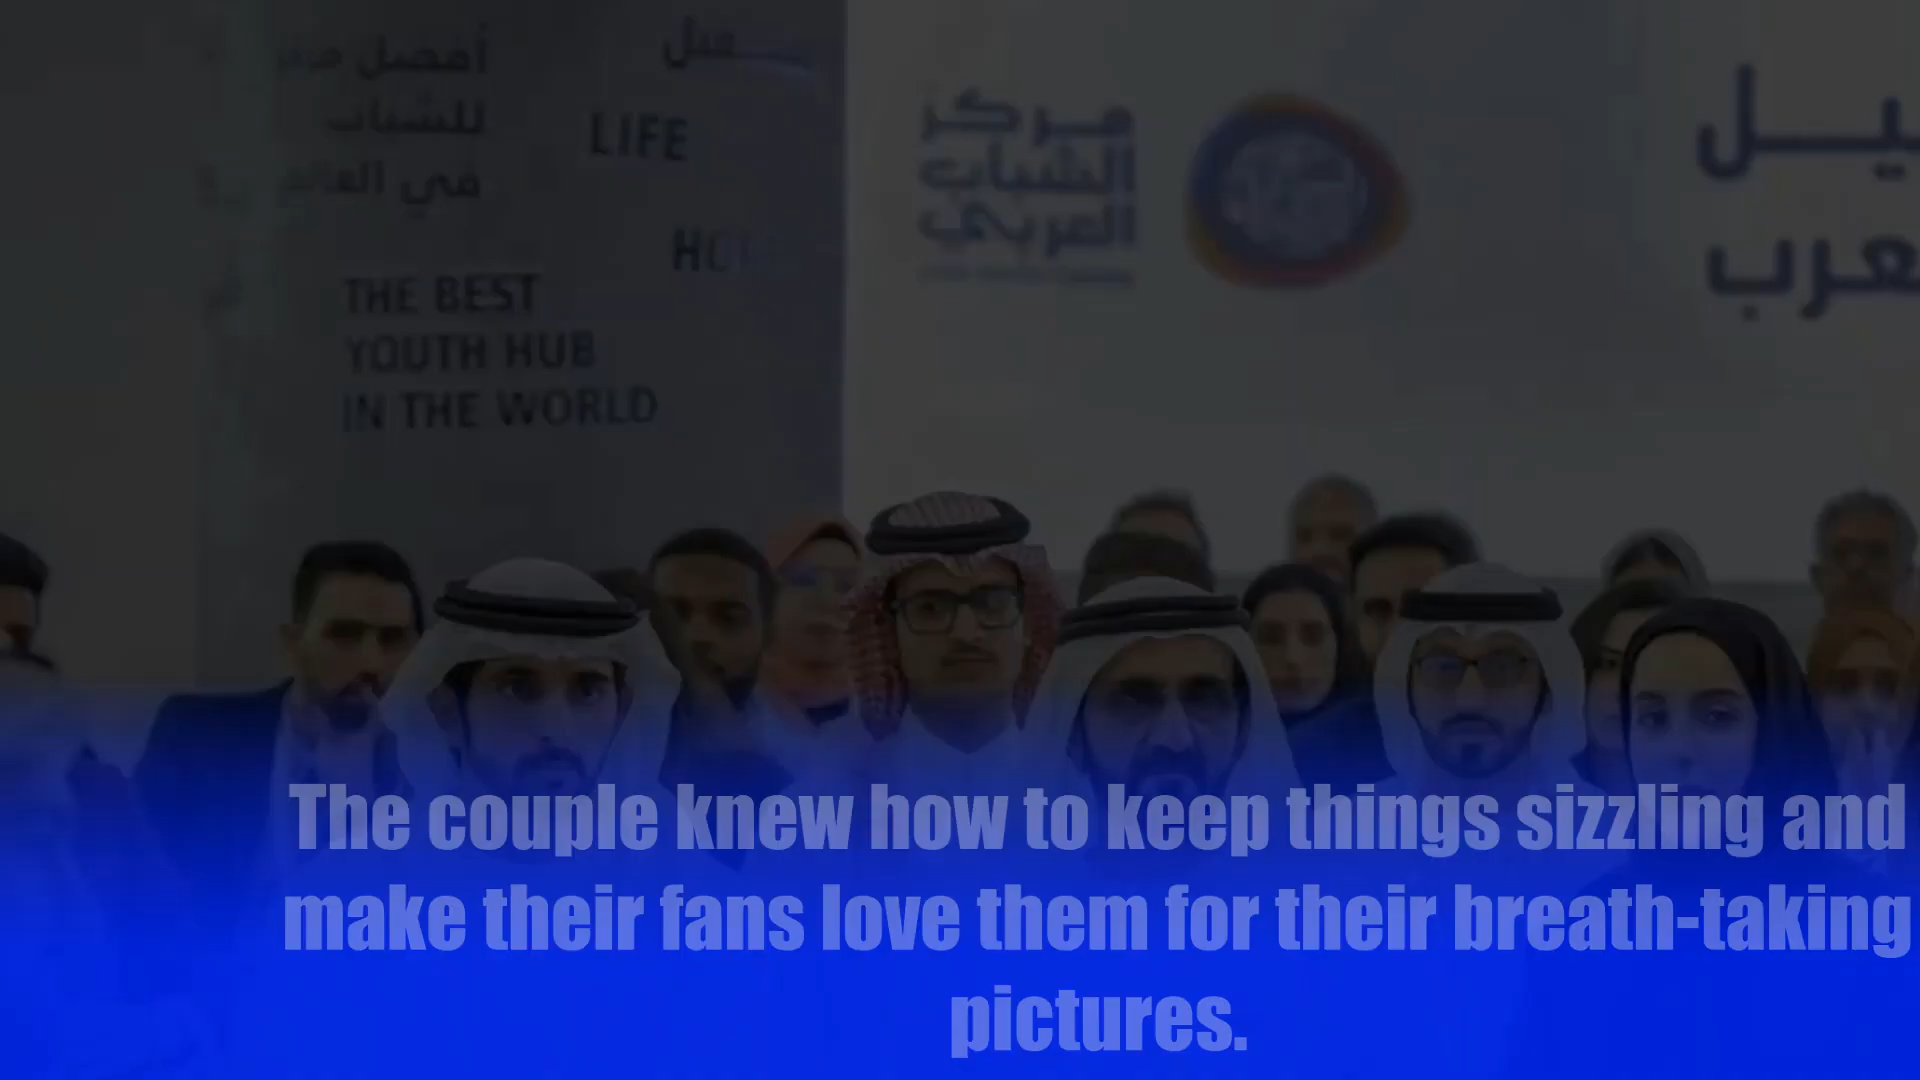 أفضل
للشباب
في
LIFE
THE BEST
YOUTH HUB
IN THE WORLD
مركز
الشباب
العربي
The couple knew how to keep things sizzling and
make their fans love them for their breath-taking
pictures.